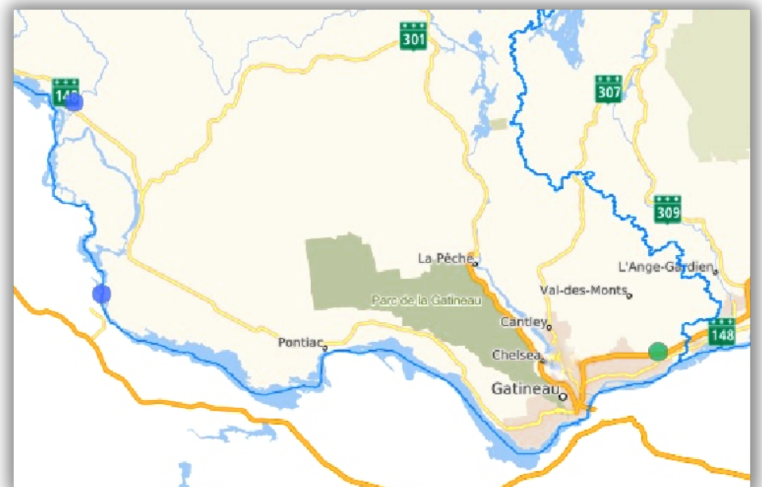 301
307
309
La Pêche
L'Ange-Gardien
Val-des-Monts
Parc de la Gatineau
Cantley
148
Pontiac
Chelsea
Gatineau